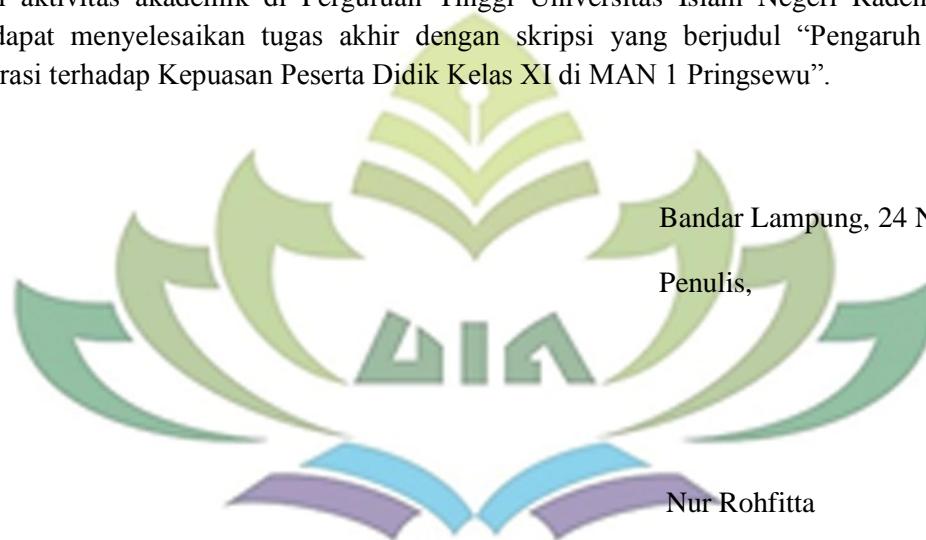 aktivitas akademik di Perguruan Tinggi Universitas Islam Negeri Raden
dapat menyelesaikan tugas akhir dengan skripsi yang berjudul “Pengaruh
rasi terhadap Kepuasan Peserta Didik Kelas XI di MAN 1 Pringsewu”.
Bandar Lampung, 24 N
Penulis,
UIN
Nur Rohfitta